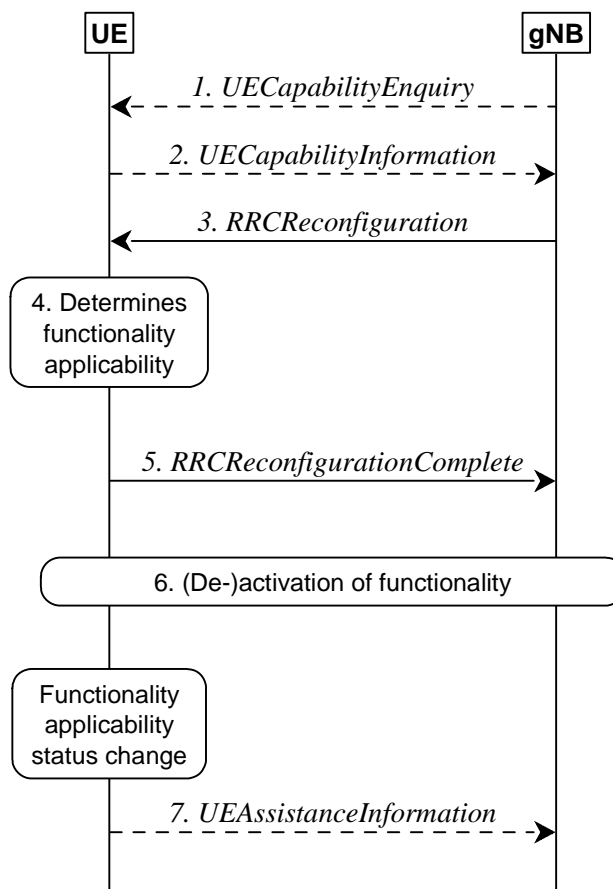 UE
gNB
1. UECapabilityEnquiry
2. UECapabilityInformation
3. RRCReconfiguration
4. Determines
functionality
applicability
5. RRCReconfigurationComplete
6. (De-)activation of functionality
Functionality
applicability
status change
7. UEAssistanceInformation